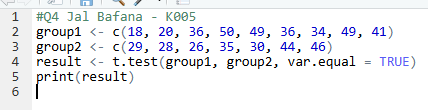 1 #Q4 Jal Bafana - K005
2 group1 <- c(18, 20, 36, 50, 49, 36, 34, 49, 41)
3 group2 <- c(29, 28, 26, 35, 30, 44, 46)
4 result <- t.test(group1, group2, var.equal = TRUE)
5 print(result)
6